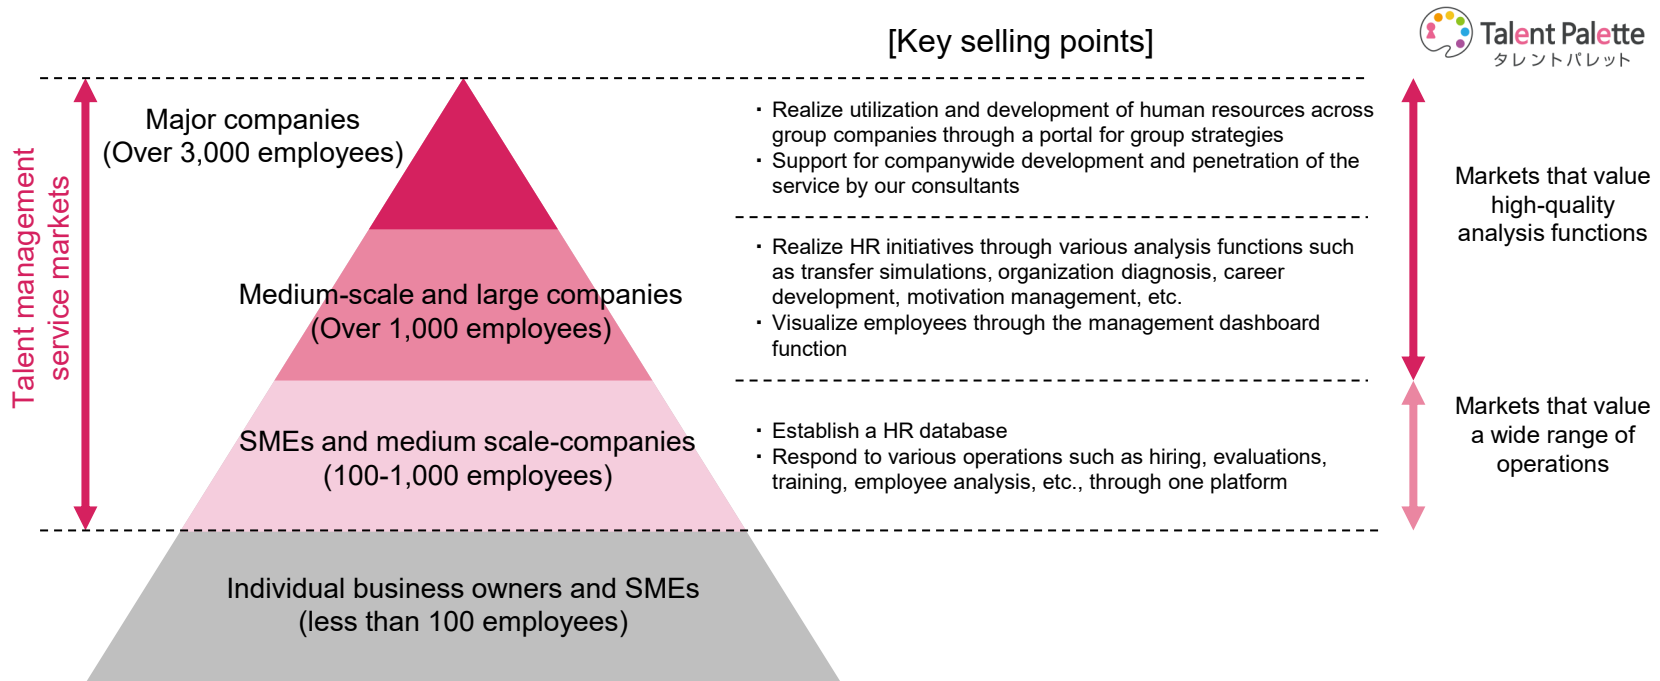 [Key selling points]
Talent Palette
タレントパレット
Talent management
service markets
Major companies
(Over 3,000 employees)
・Realize utilization and development of human resources across
group companies through a portal for group strategies
・Support for companywide development and penetration of the
service by our consultants
Markets that value
high-quality
analysis functions
Medium-scale and large companies
(Over 1,000 employees)
・Realize HR initiatives through various analysis functions such
as transfer simulations, organization diagnosis, career
development, motivation management, etc.
・Visualize employees through the management dashboard
function
SMEs and medium scale-companies
(100-1,000 employees)
・Establish a HR database
・Respond to various operations such as hiring, evaluations,
training, employee analysis, etc., through one platform
Markets that value
a wide range of
operations
Individual business owners and SMEs
(less than 100 employees)